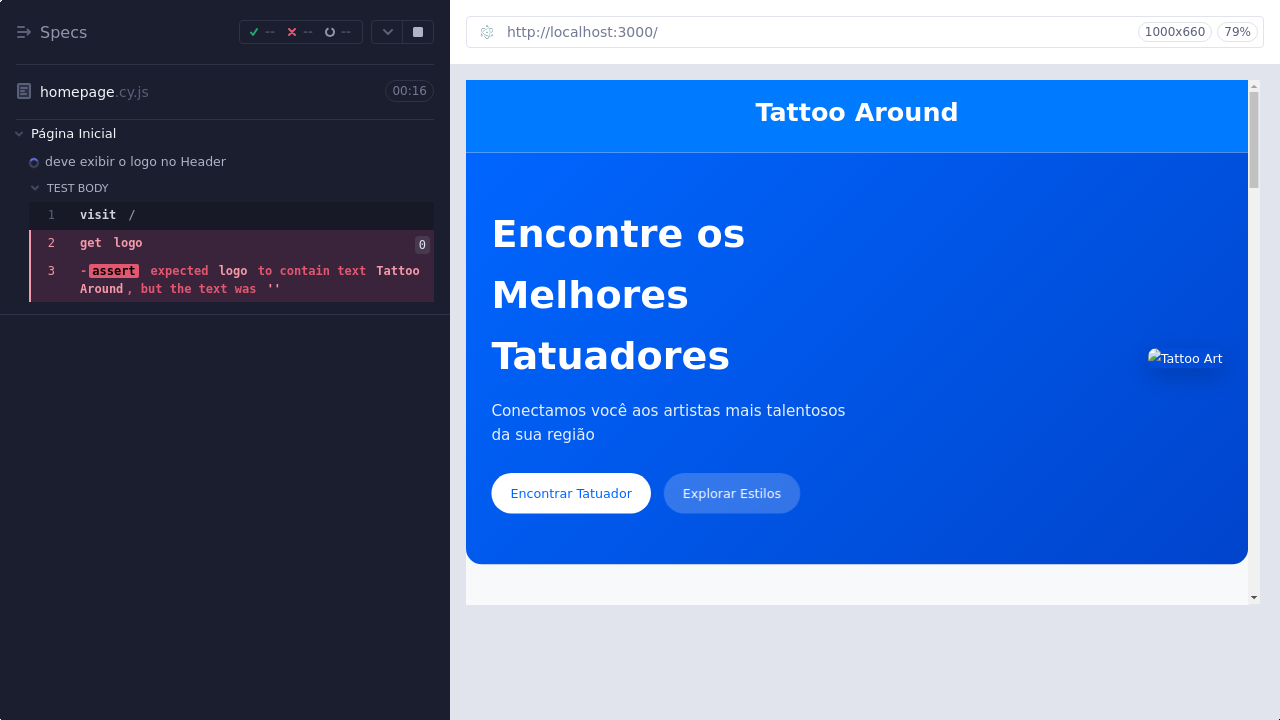 Specs
-- -- --
homepage.cy.js
00:16
Página Inicial
deve exibir o logo no Header
TEST BODY
1 visit /
2 get logo 0
3 -assert expected logo to contain text Tattoo
Around, but the text was ''
http://localhost:3000/
1000x660
79%
Tattoo Around
Encontre os
Melhores
Tatuadores
Tattoo Art
Conectamos você aos artistas mais talentosos
da sua região
Encontrar Tatuador
Explorar Estilos